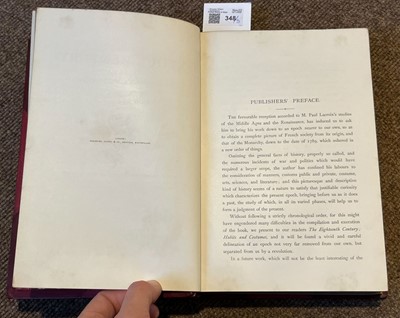 348
PUBLISHERS' PREFACE.
THE favourable reception accorded to M. Paul Lacroix's studies
of the Middle Ages and the Renaissance, has induced us to ask
him to bring his work down to an epoch nearer to our own, so as
to obtain a complete picture of French society from its origin, and
that of the Monarchy, down to the date of 1789, which ushered in
a new order of things.
Omitting the general facts of history, properly so called, and
the numerous incidents of war and politics which would have
required a larger scope, the author has confined his labours to
the consideration of manners, customs public and private, costume,
arts, sciences, and literature; and this picturesque and descriptive
kind of history seems of a nature to satisfy that justifiable curiosity
which characterises the present epoch, bringing before us as it does
a past, the study of which, in all its varied phases, will help us to
form a judgment of the present.
Without following a strictly chronological order, for this might
have engendered many difficulties in the compilation and execution
of the book, we present to our readers The Eighteenth Century;
Habits and Customs; and it will be found a vivid and careful
delineation of an epoch not very far removed from our own, but
separated from us by a revolution.
In a future work, which will not be the least interesting of the